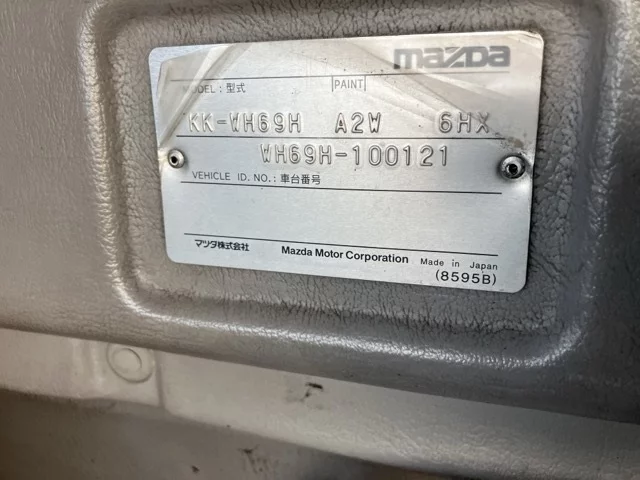 mazda
MODEL : 型式 PAINT
KK-WH69H A2W 6HX
WH69H-100121
VEHICLE ID. NO. : 車台番号
マツダ株式会社 Mazda Motor Corporation Made in Japan
(8595B)